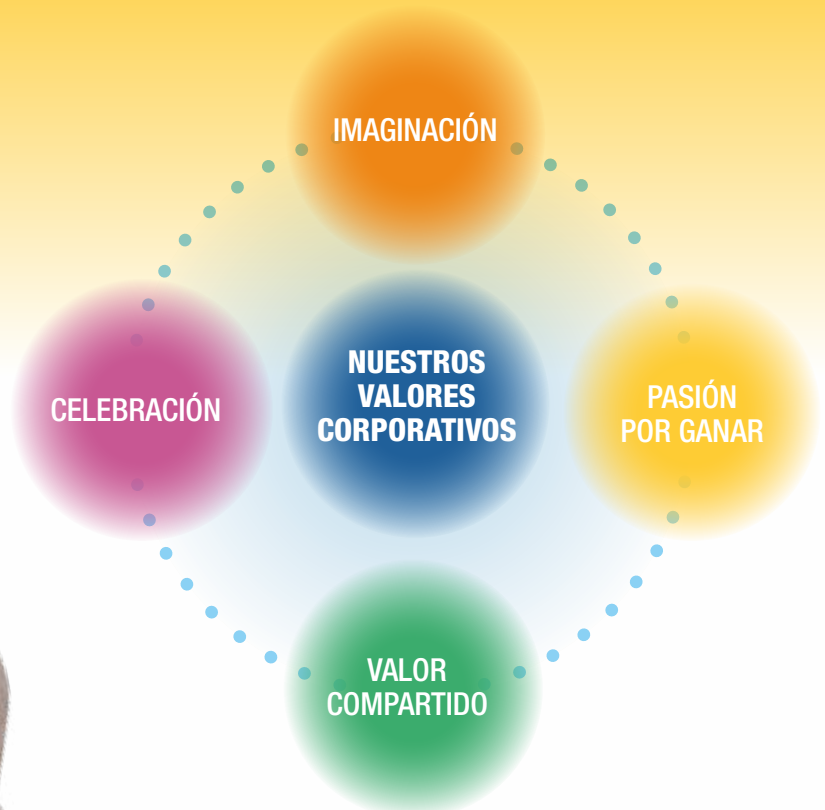 IMAGINACIÓN
CELEBRACIÓN
NUESTROS
VALORES
CORPORATIVOS
PASIÓN
POR GANAR
VALOR
COMPARTIDO